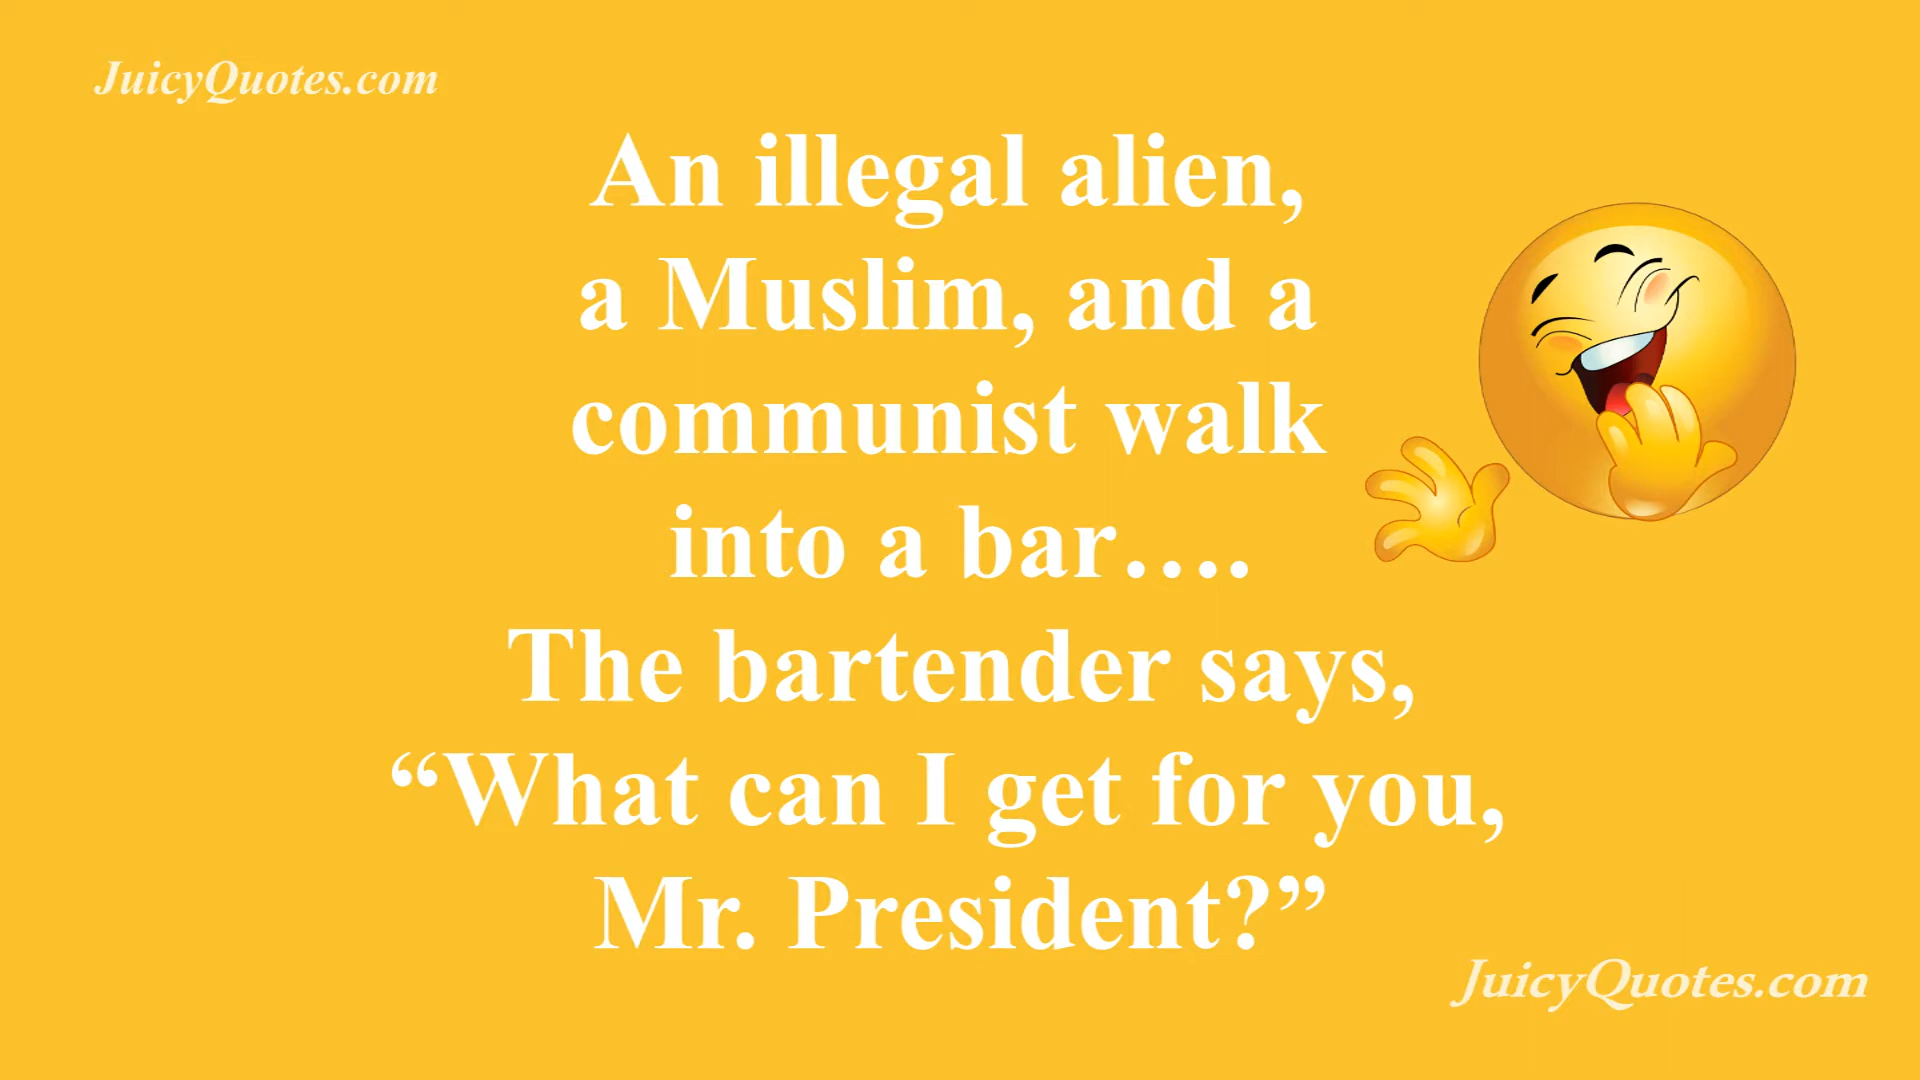 JuicyQuotes.com
An illegal alien,
a Muslim, and a
communist walk
into a bar….
The bartender says,
“What can I get for you,
Mr. President?”
JuicyQuotes.com